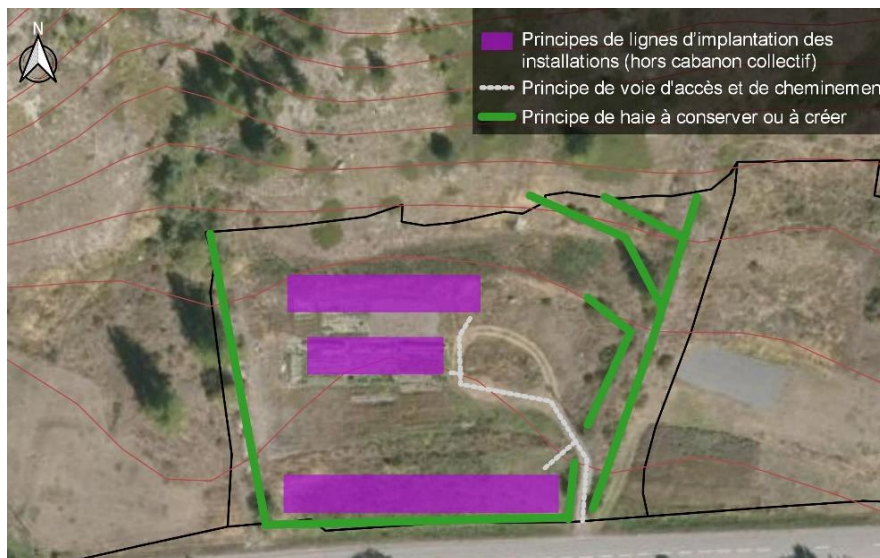 N
Principes de lignes d'implantation des
installations (hors cabanon collectif)
Principe de voie d'accès et de cheminemen
Principe de haie à conserver ou à créer